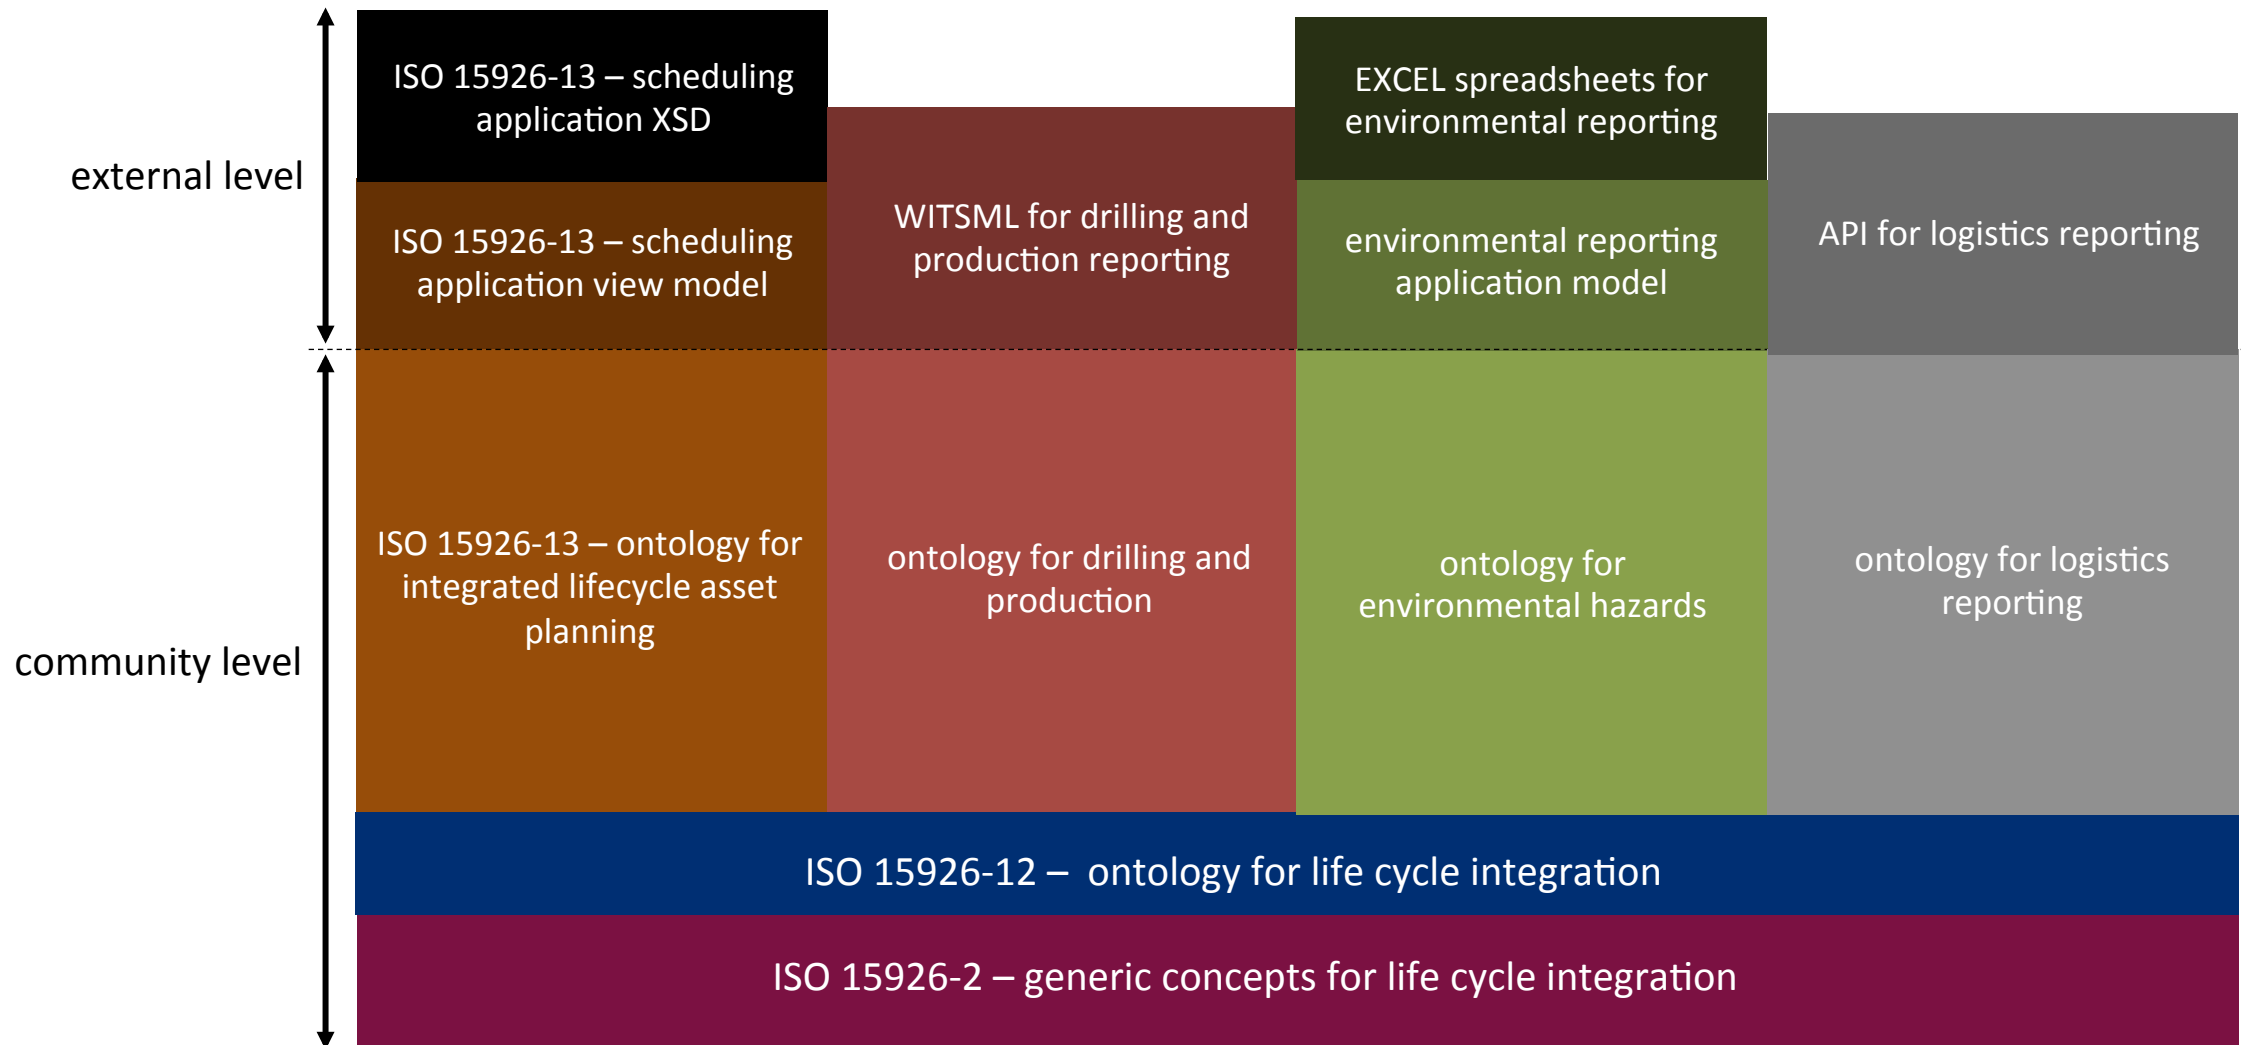 external level
ISO 15926-13 – scheduling
application XSD
ISO 15926-13 – scheduling
application view model
WITSML for drilling and
production reporting
EXCEL spreadsheets for
environmental reporting
environmental reporting
application model
API for logistics reporting
community level
ISO 15926-13 – ontology for
integrated lifecycle asset
planning
ontology for drilling and
production
ontology for
environmental hazards
ontology for logistics
reporting
ISO 15926-12 –  ontology for life cycle integration
ISO 15926-2 – generic concepts for life cycle integration